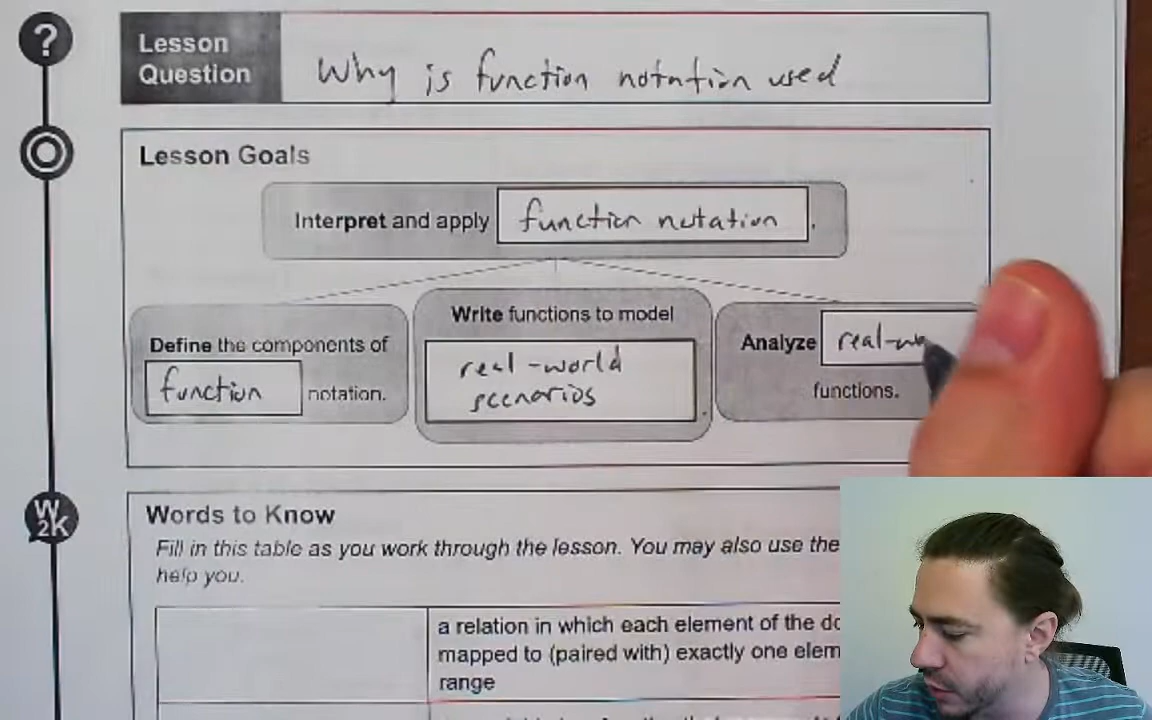 ?
Lesson
Question
Why is function notation used
Lesson Goals
Interpret and apply function notation.
Define the components of
function notation.
Write functions to model
real-world
scenarios.
Analyze real-wo
functions.
W
2K
Words to Know
Fill in this table as you work through the lesson. You may also use the
help you.
a relation in which each element of the do
mapped to (paired with) exactly one elem
range